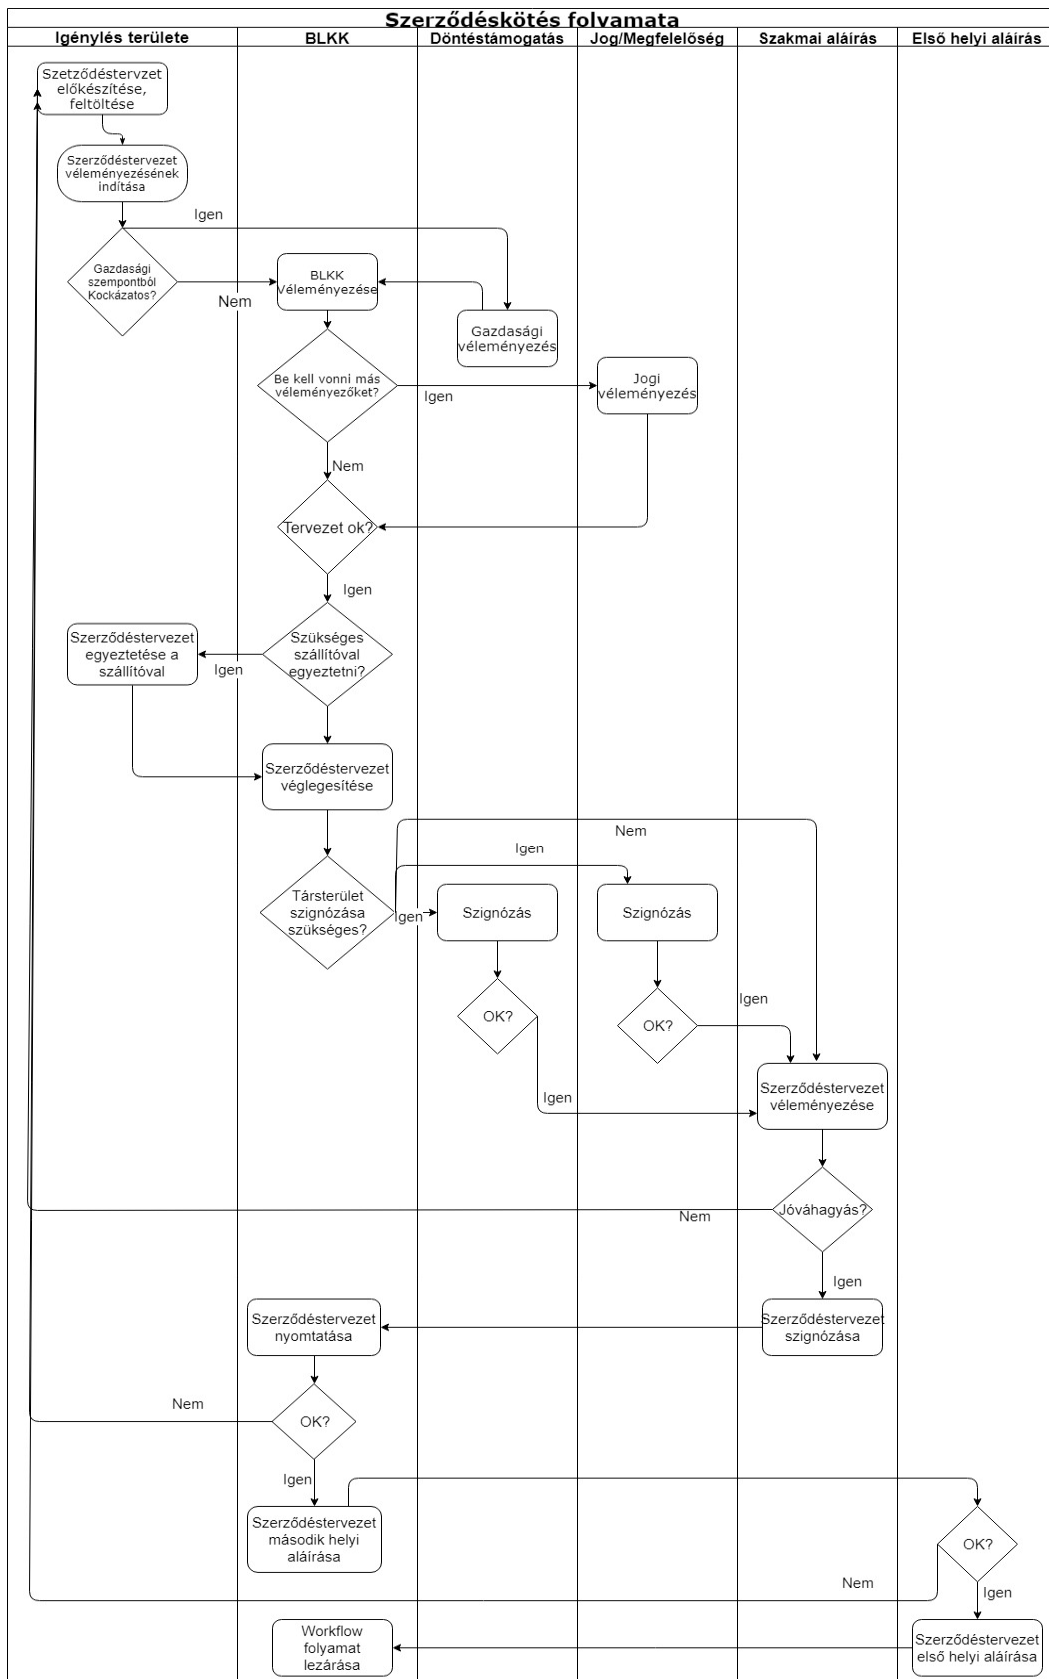 Szerződéskötés folyamata
Igénylés területe
BLKK
Döntéstámogatás
Jog/Megfelelőség
Szakmai aláírás
Első helyi aláírás
Szetződéstervzet
előkészítése,
feltöltése
Szerződéstervezet
véleményezésének
indítása
Igen
Gazdasági
szempontból
Kockázatos?
Nem
BLKK
Véleményezése
Gazdasági
véleményezés
Be kell vonni más
véleményezőket?
Igen
Jogi
véleményezés
Nem
Tervezet ok?
Igen
Szükséges
szállítóval
egyeztetni?
Igen
Szerződéstervezet
egyeztetése a
szállítóval
Szerződéstervezet
véglegesítése
Nem
Igen
Társterület
szignózása
szükséges?
Igen
Szignózás
Szignózás
OK?
OK?
Igen
Igen
Szerződéstervezet
véleményezése
Jóváhagyás?
Nem
Igen
Szerződéstervezet
szignózása
Szerződéstervezet
nyomtatása
Nem
OK?
Igen
Szerződéstervezet
második helyi
aláírása
OK?
Nem
Igen
Szerződéstervezet
első helyi aláírása
Workflow
folyamat
lezárása